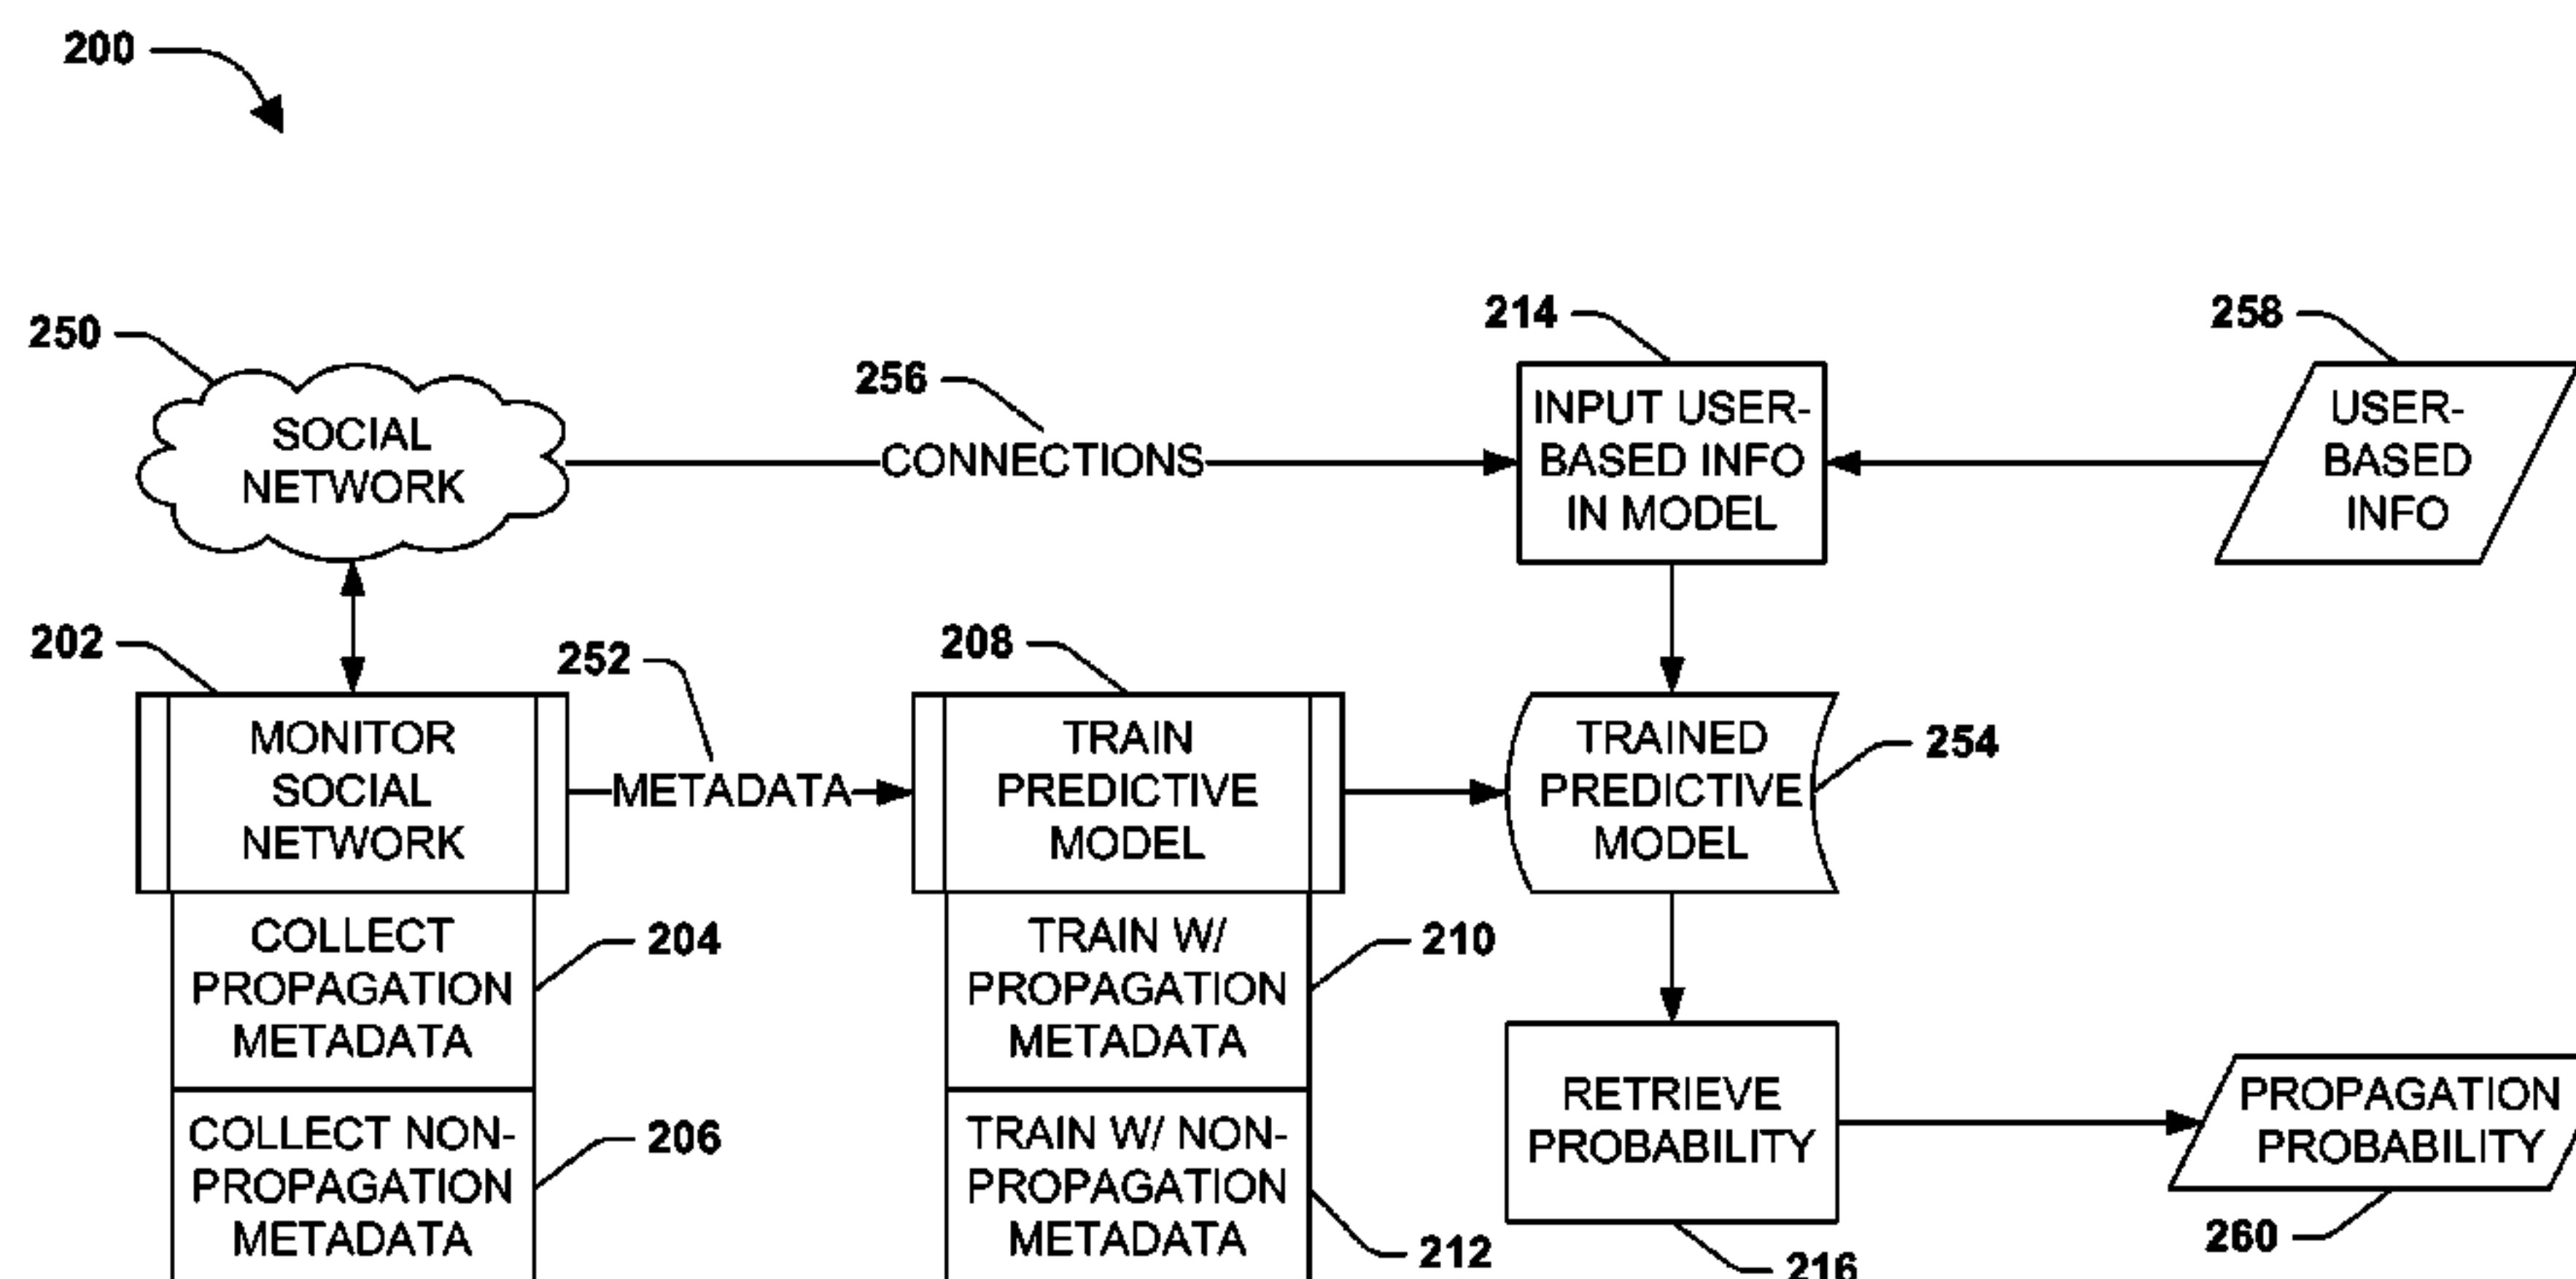 200
250
SOCIAL
NETWORK
256
CONNECTIONS
214
INPUT USER-
BASED INFO
IN MODEL
258
USER-
BASED
INFO
202
MONITOR
SOCIAL
NETWORK
252
METADATA
208
TRAIN
PREDICTIVE
MODEL
TRAINED
PREDICTIVE
MODEL
254
COLLECT
PROPAGATION
METADATA
204
COLLECT NON-
PROPAGATION
METADATA
206
TRAIN W/
PROPAGATION
METADATA
210
TRAIN W/ NON-
PROPAGATION
METADATA
212
RETRIEVE
PROBABILITY
216
PROPAGATION
PROBABILITY
260